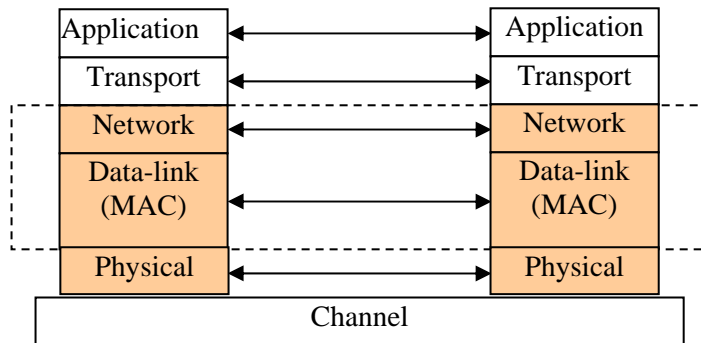 Application Application
Transport Transport
Network Network
Data-link Data-link
(MAC) (MAC)
Physical Physical
Channel